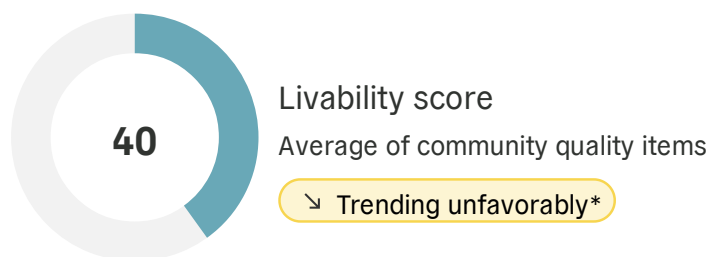 40
Livability score
Average of community quality items
↘ Trending unfavorably*